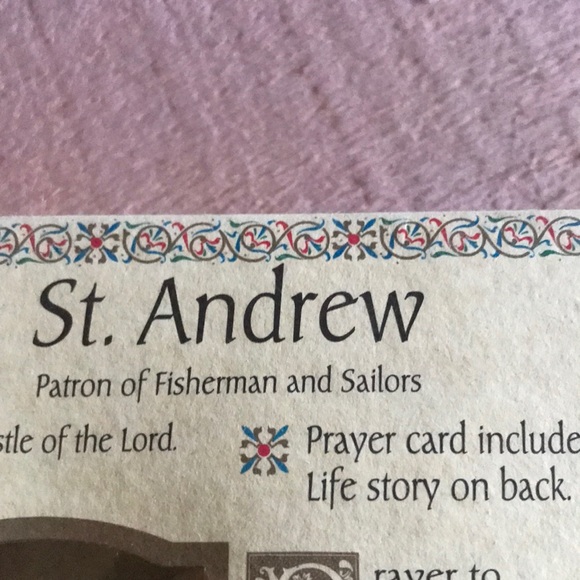 St. Andrew
Patron of Fisherman and Sailors
stle of the Lord.
Prayer card include
Life story on back.
rayer to